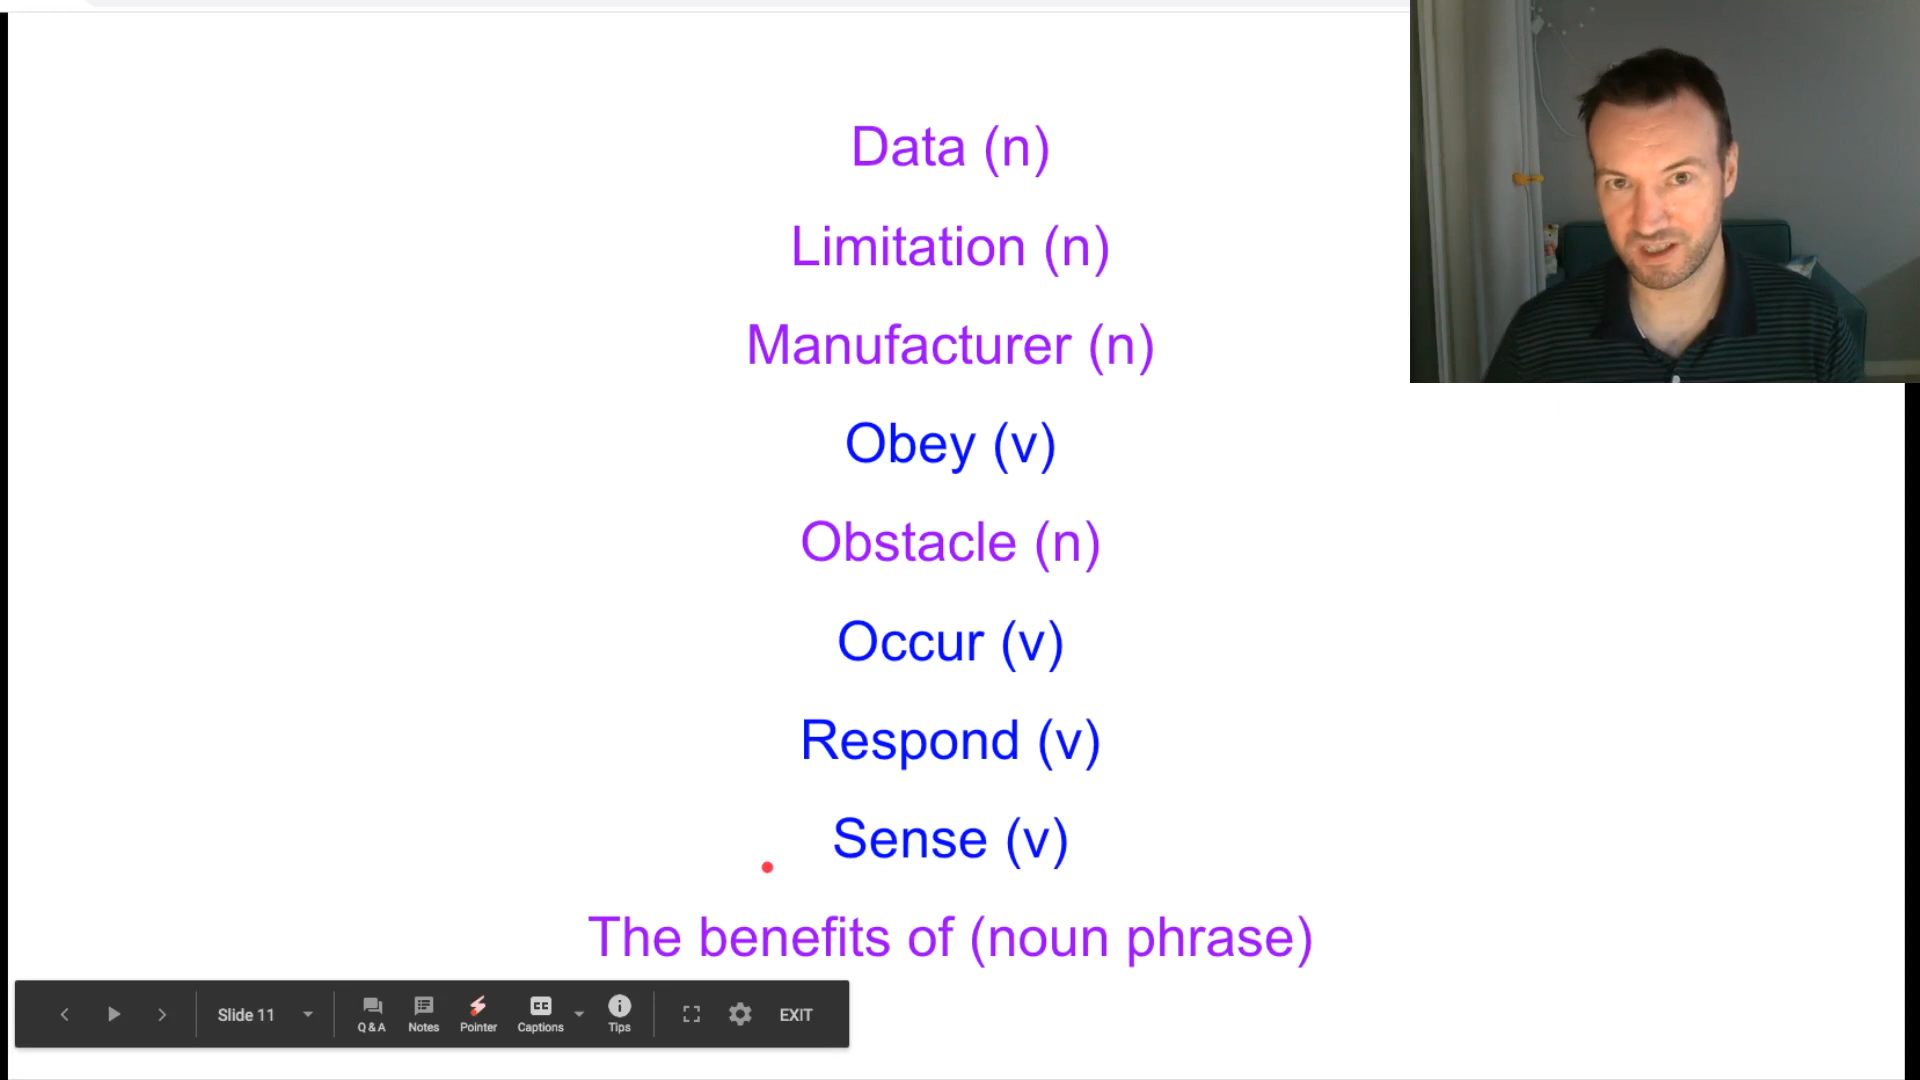 Data (n)
Limitation (n)
Manufacturer (n)
Obey (v)
Obstacle (n)
Occur (v)
Respond (v)
Sense (v)
The benefits of (noun phrase)
Slide 11
Q & A
Notes
Pointer
CC
Captions
Tips
EXIT